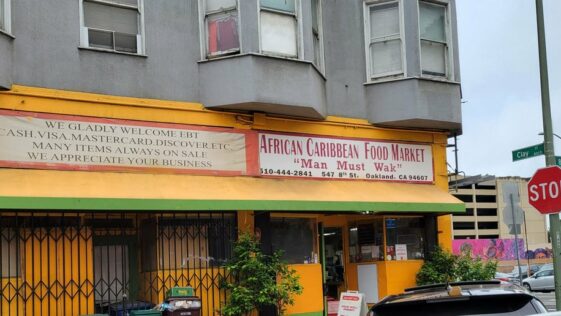 WE GLADLY WELCOME EBT
CASH.VISA.MASTERCARD.DISCOVER ETC
MANY ITEMS ALWAYS ON SALE
WE APPRECIATE YOUR BUSINESS
AFRICAN CARIBBEAN FOOD MARKET
"Man Must Wak"
510-444-2841 547 8th St. Oakland, CA 94607
Clay
STOP